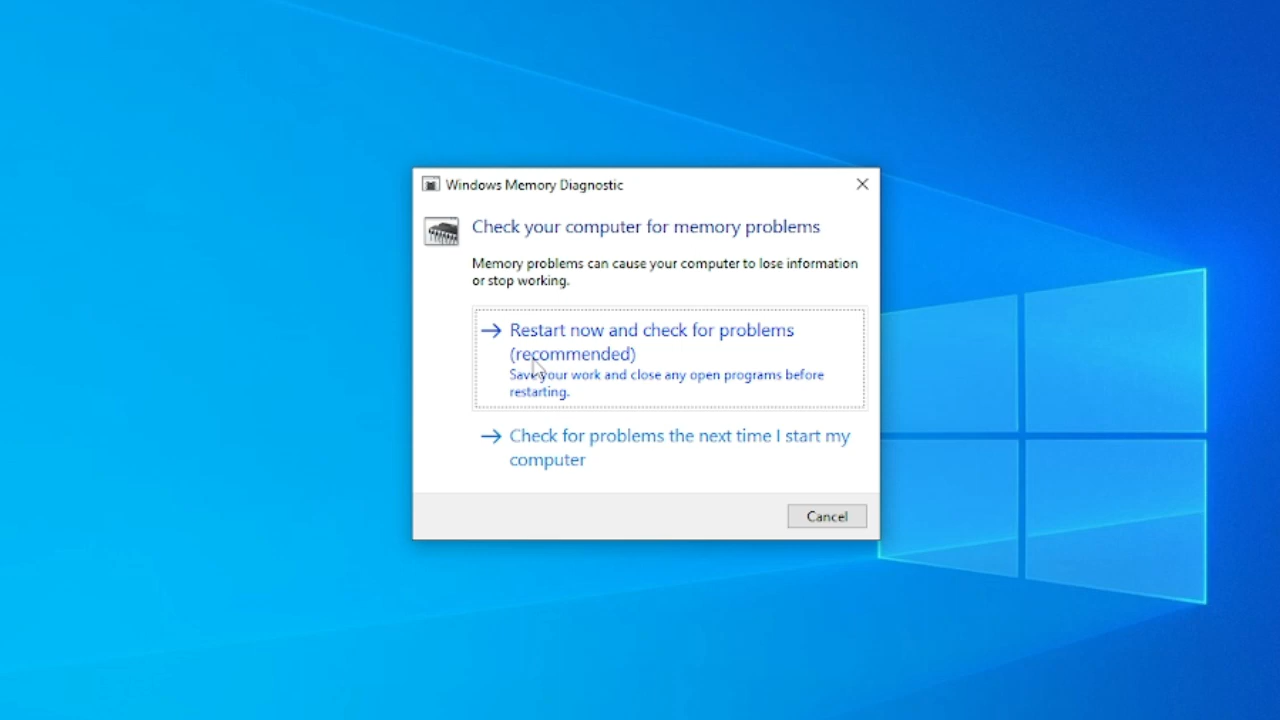 Windows Memory Diagnostic
Check your computer for memory problems
Memory problems can cause your computer to lose information
or stop working.
Restart now and check for problems
(recommended)
Save your work and close any open programs before
restarting.
Check for problems the next time I start my
computer
Cancel